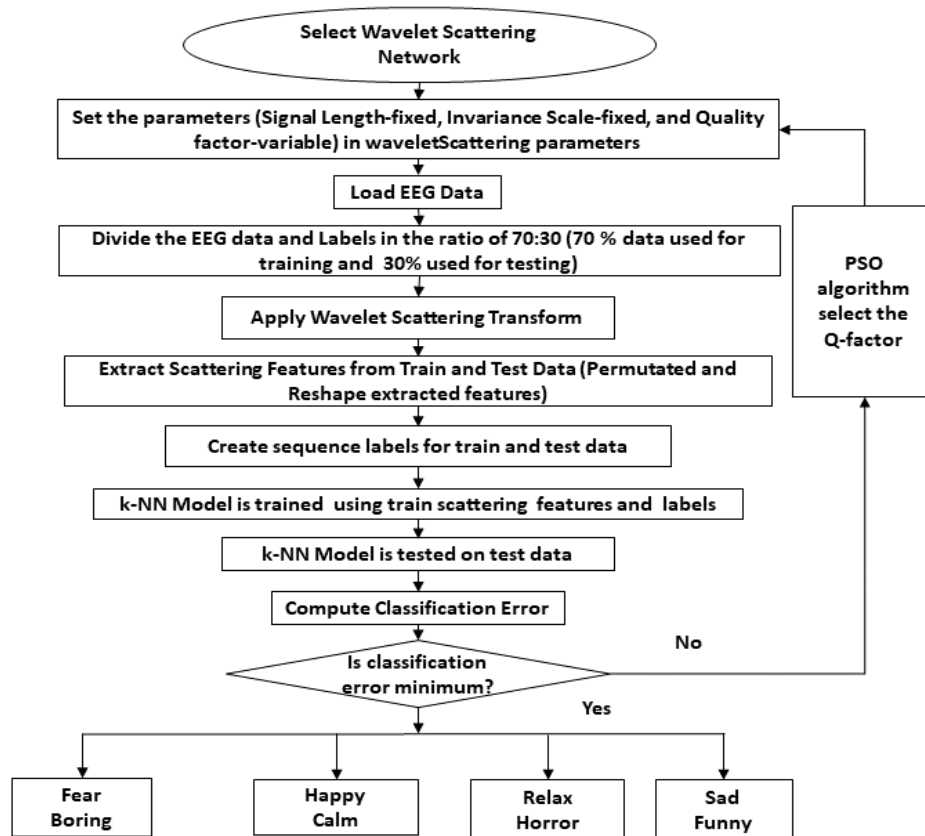 Select Wavelet Scattering
Network
Set the parameters (Signal Length-fixed, Invariance Scale-fixed, and Quality
factor-variable) in waveletScattering parameters
Load EEG Data
Divide the EEG data and Labels in the ratio of 70:30 (70 % data used for
training and 30% used for testing)
Apply Wavelet Scattering Transform
Extract Scattering Features from Train and Test Data (Permutated and
Reshape extracted features)
Create sequence labels for train and test data
k-NN Model is trained using train scattering features and labels
k-NN Model is tested on test data
Compute Classification Error
Is classification
error minimum?
No
PSO
algorithm
select the
Q-factor
Yes
Fear
Boring
Happy
Calm
Relax
Horror
Sad
Funny